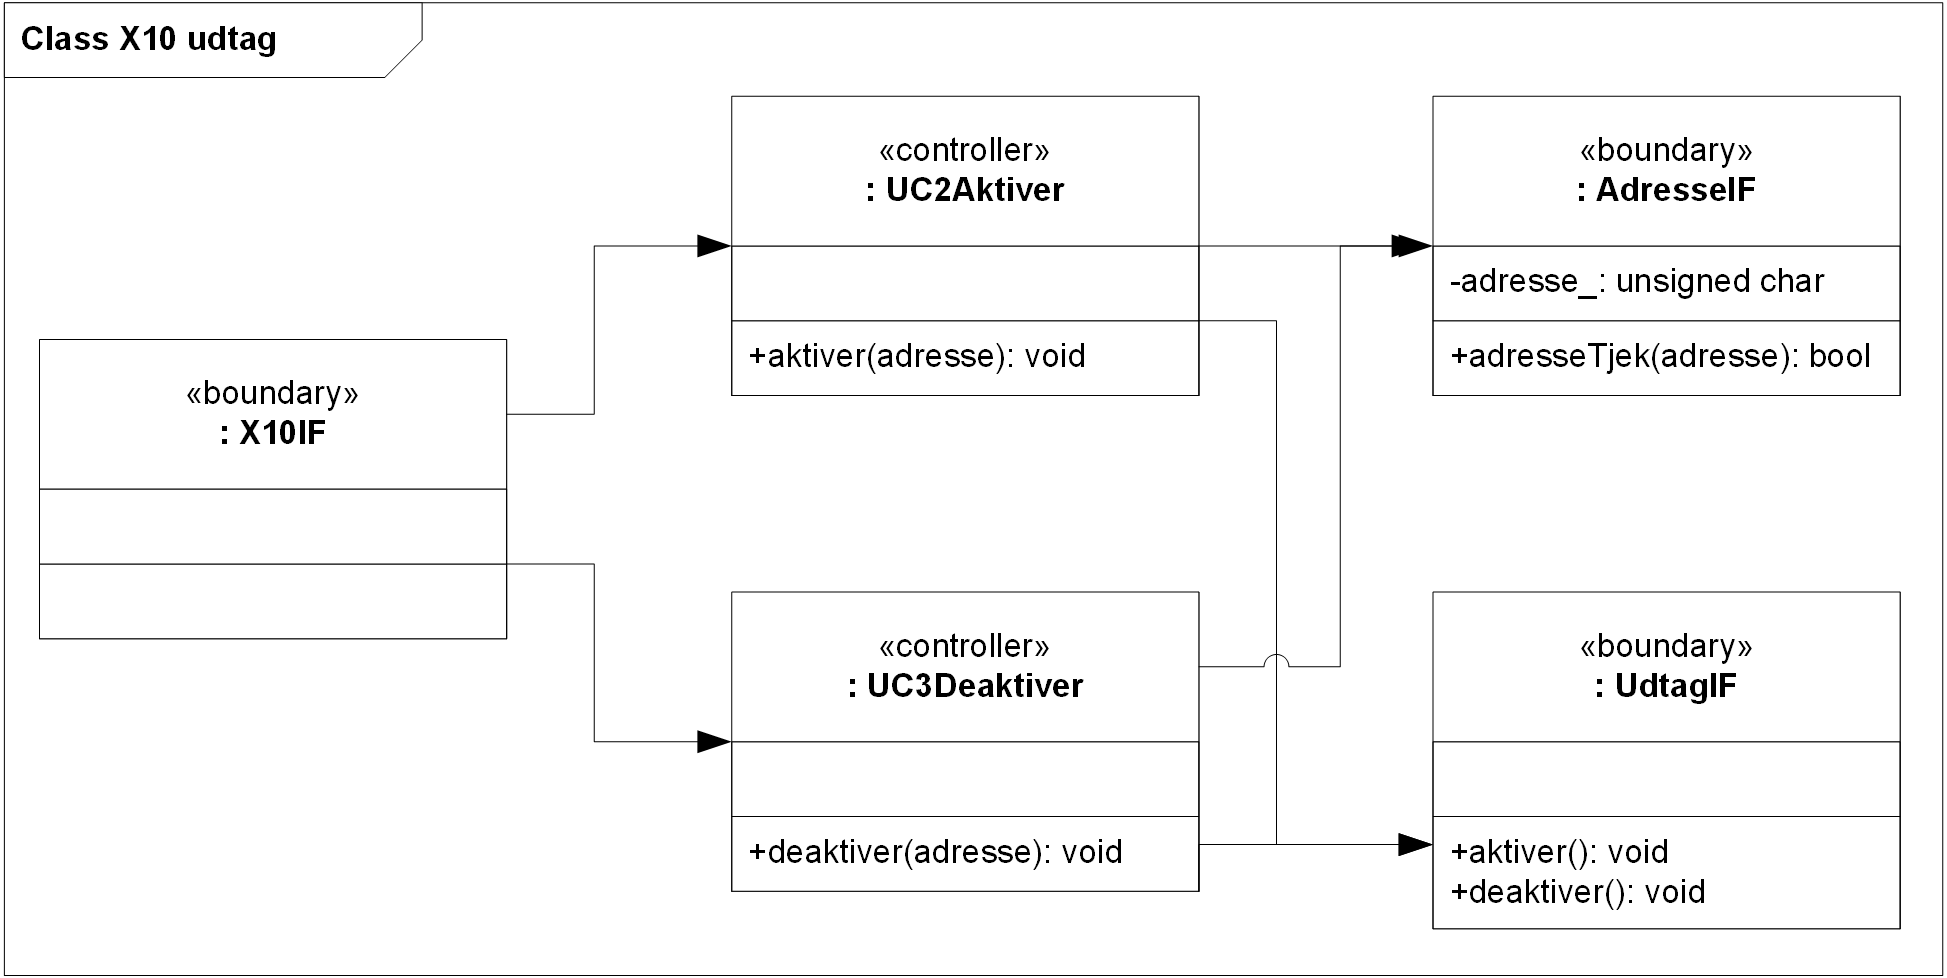 Class X10 udtag
«boundary»
: X10IF
«controller»
: UC2Aktiver
+aktiver(adresse): void
«controller»
: UC3Deaktiver
+deaktiver(adresse): void
«boundary»
: AdresseIF
-adresse_: unsigned char
+adresseTjek(adresse): bool
«boundary»
: UdtagIF
+aktiver(): void
+deaktiver(): void